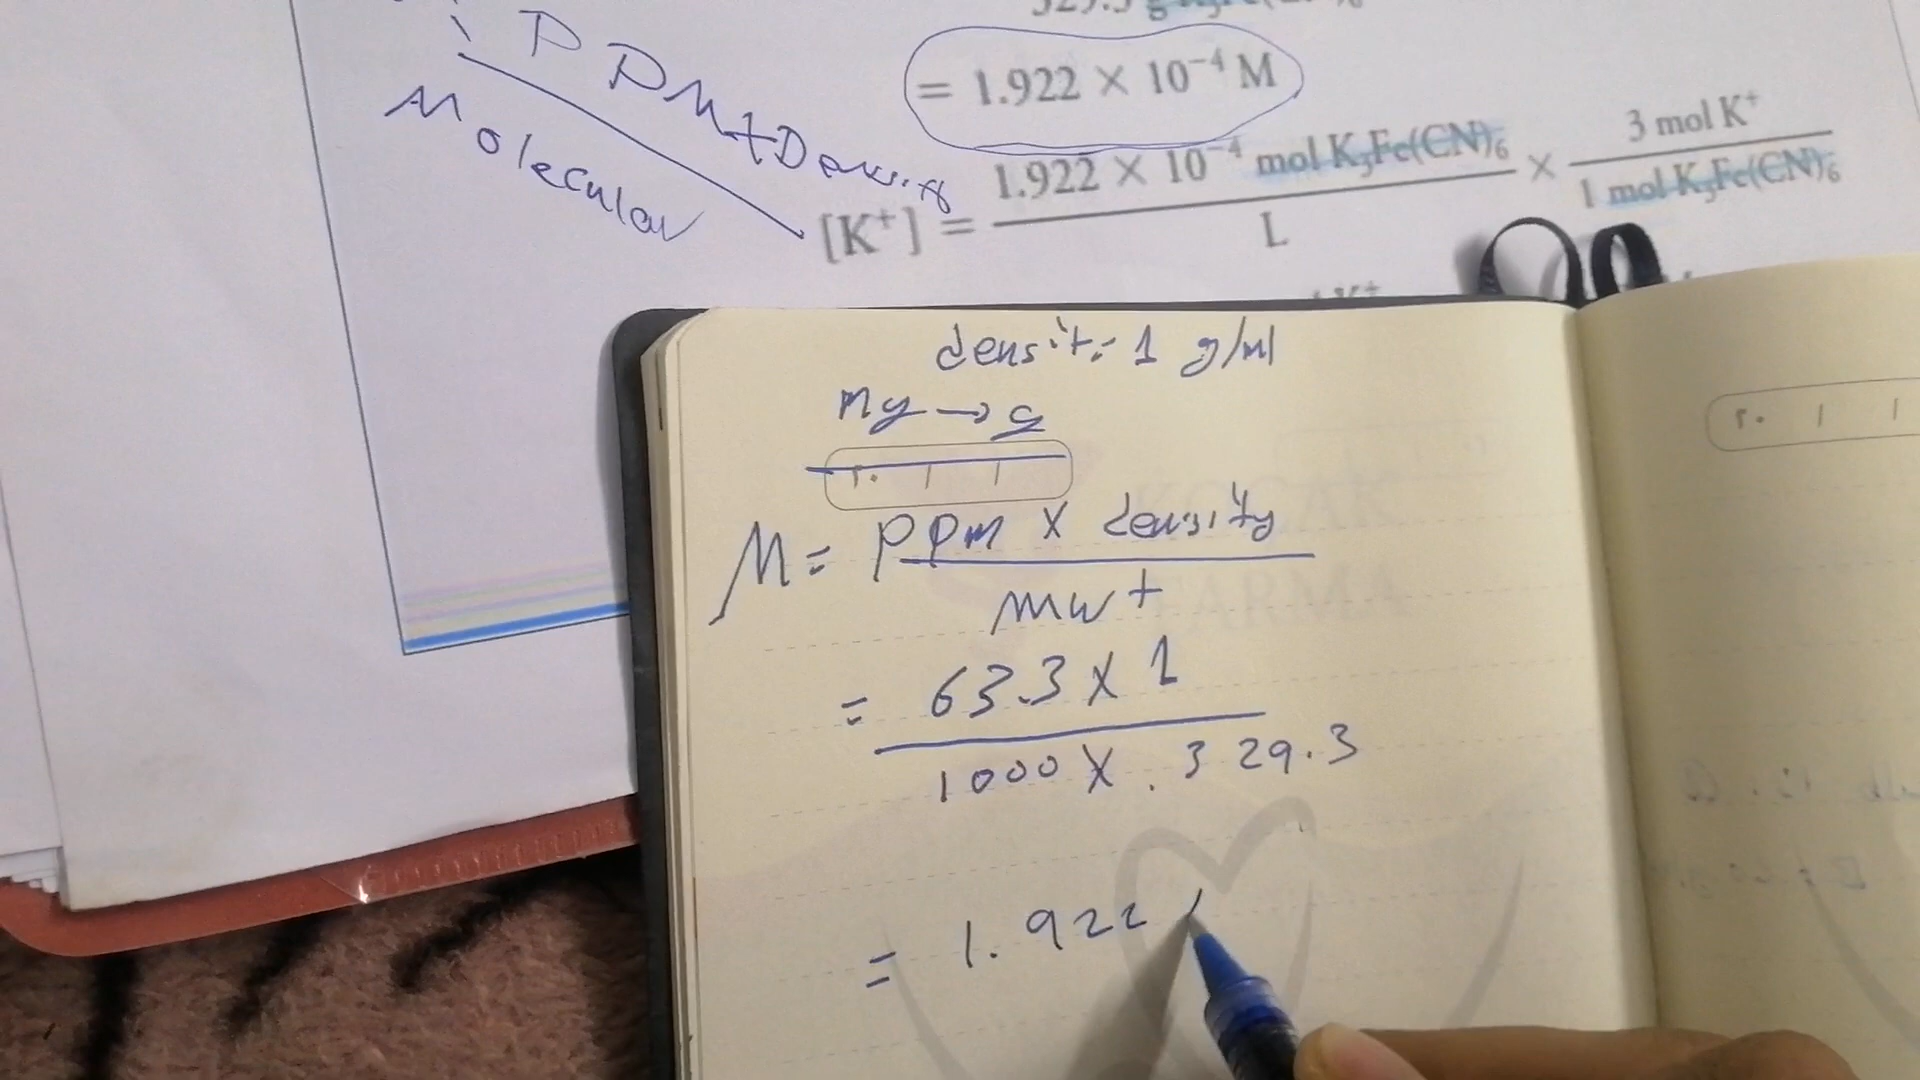 PPM × Density
Molecular
= 1.922 × 10⁻⁴ M
[K⁺] = 1.922 × 10⁻⁴ mol K₃Fe(CN)₆ / L × 3 mol K⁺ / 1 mol K₃Fe(CN)₆
densit: 1 g/ml
mg → g
M = PPM × density
mwt
= 63.3 × 1
1000 × 329.3
= 1.922